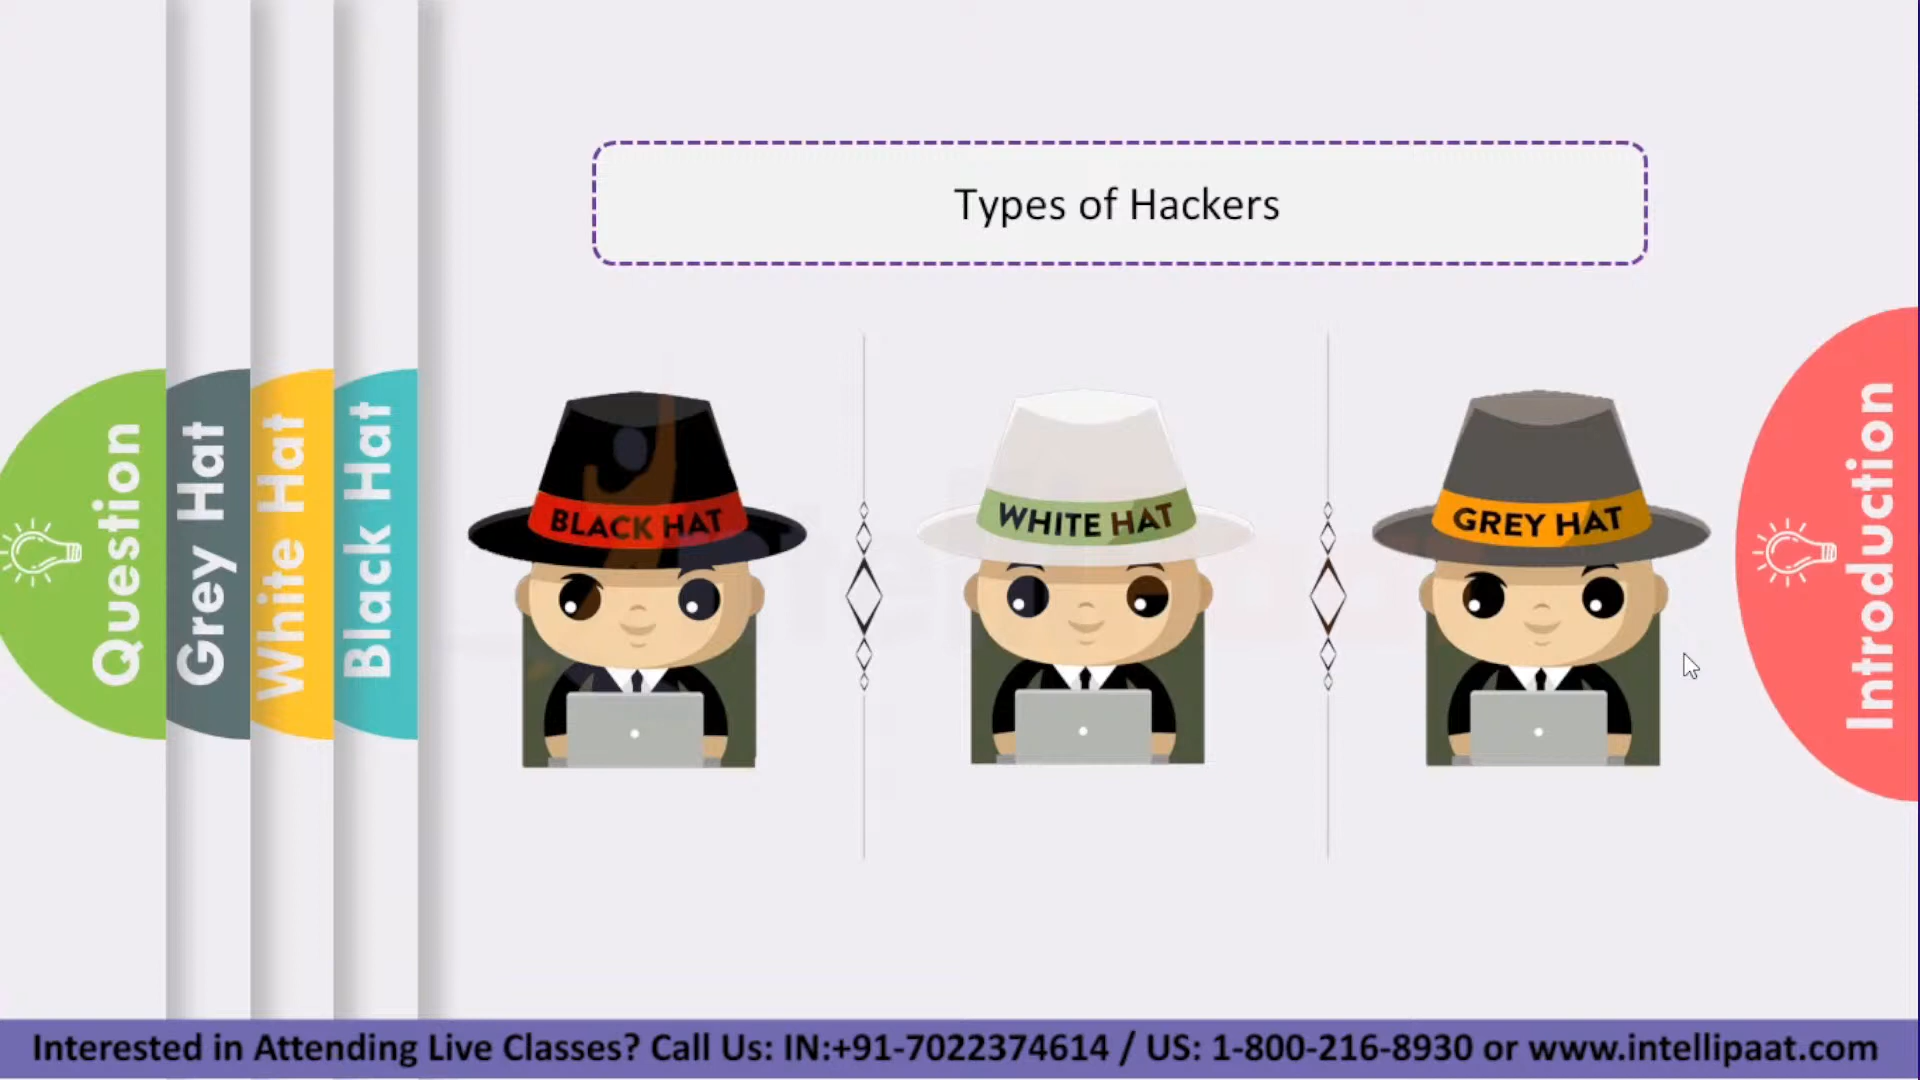 Types of Hackers
Question
Grey Hat
White Hat
Black Hat
BLACK HAT
WHITE HAT
GREY HAT
Introduction
Interested in Attending Live Classes? Call Us: IN:+91-7022374614 / US: 1-800-216-8930 or www.intellipaat.com